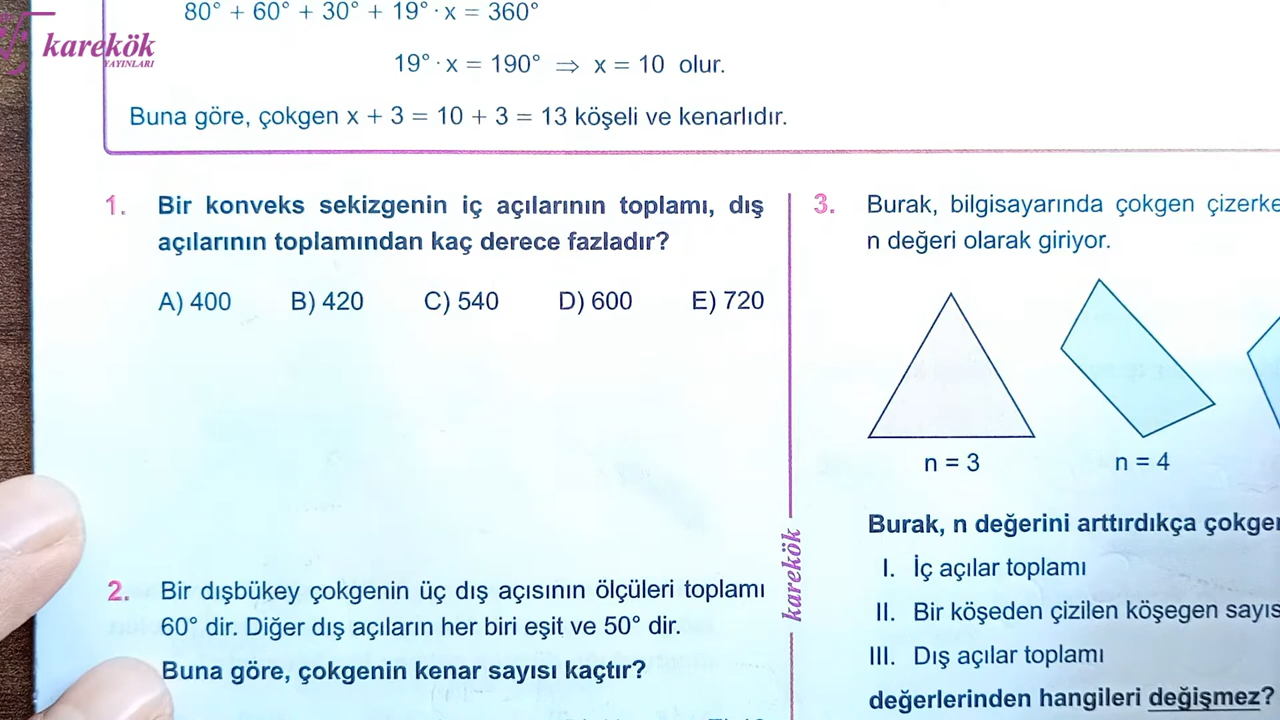 80° + 60° + 30° + 19° · x = 360°
karekök
YAYINLARI
19° · x = 190° ⇒ x = 10 olur.
Buna göre, çokgen x + 3 = 10 + 3 = 13 köşeli ve kenarlıdır.
1. Bir konveks sekizgenin iç açılarının toplamı, dış
açılarının toplamından kaç derece fazladır?
A) 400 B) 420 C) 540 D) 600 E) 720
2. Bir dışbükey çokgenin üç dış açısının ölçüleri toplamı
60° dir. Diğer dış açıların her biri eşit ve 50° dir.
Buna göre, çokgenin kenar sayısı kaçtır?
karekök
3. Burak, bilgisayarında çokgen çizerke
n değeri olarak giriyor.
n = 3 n = 4
Burak, n değerini arttırdıkça çokge
I. İç açılar toplamı
II. Bir köşeden çizilen köşegen sayıs
III. Dış açılar toplamı
değerlerinden hangileri değişmez?